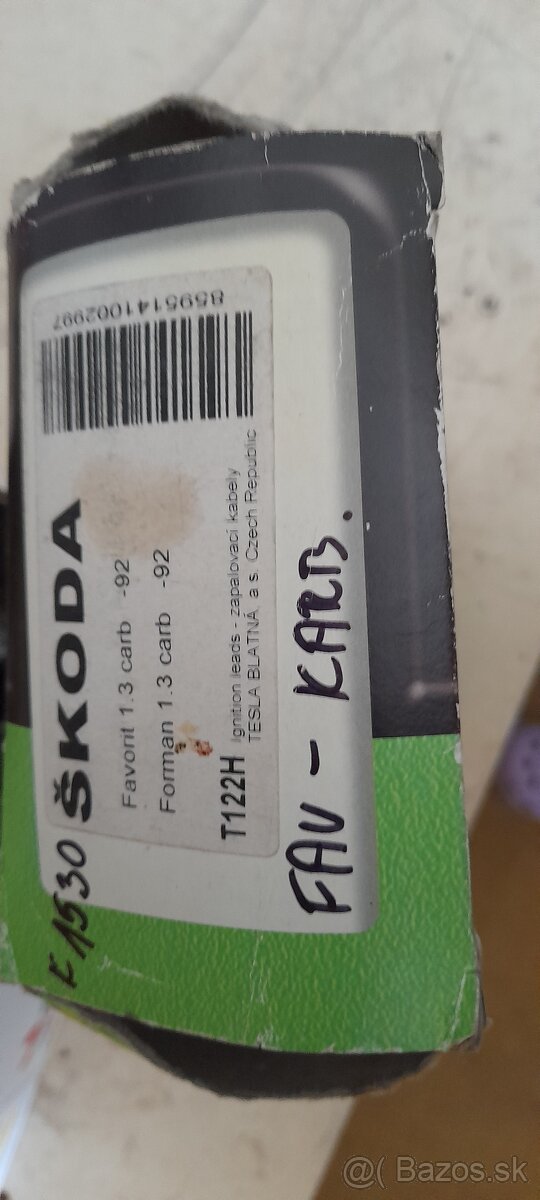 K 1530
ŠKODA
8595141002997
Favorit 1.3 carb -92
Forman 1.3 carb -92
T122H Ignition leads - zapalovací kabely
TESLA BLATNÁ, a.s. Czech Republic
FAV - KARB.
@( Bazos.sk